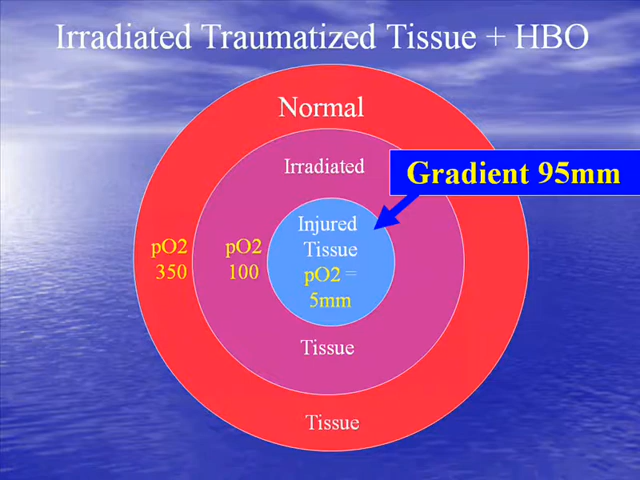 Irradiated Traumatized Tissue + HBO
Normal
Irradiated
Gradient 95mm
Injured
Tissue
pO2 =
5mm
pO2
350
pO2
100
Tissue
Tissue